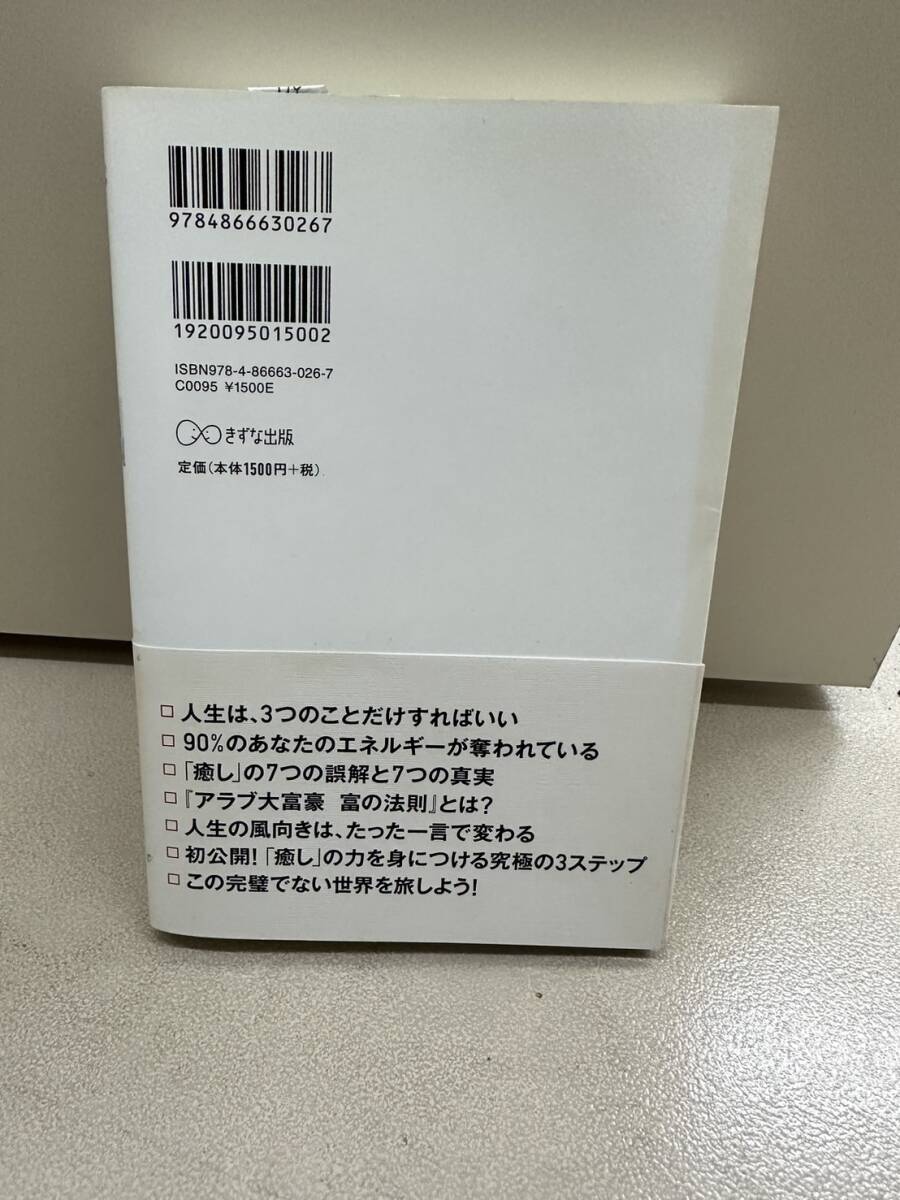 9784866630267
1920095015002
ISBN978-4-86663-026-7
C0095 ¥1500E
きずな出版
定価(本体1500円+税)
□ 人生は、3つのことだけすればいい
□ 90%のあなたのエネルギーが奪われている
□ 「癒し」の7つの誤解と7つの真実
□ 『アラブ大富豪 富の法則』とは?
□ 人生の風向きは、たった一言で変わる
□ 初公開!「癒し」の力を身につける究極の3ステップ
□ この完璧でない世界を旅しよう!